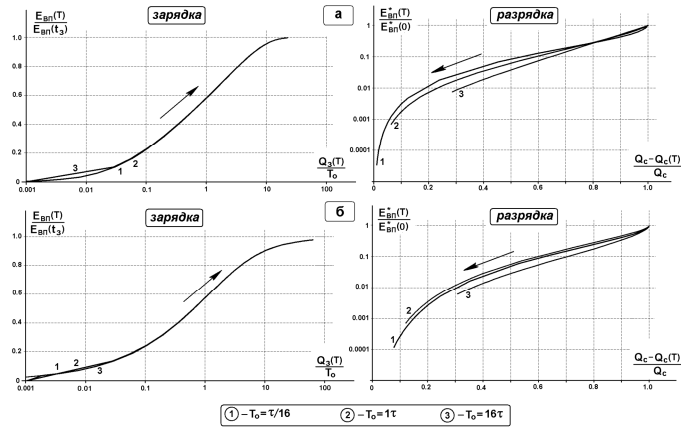 E_ВП(T)
E_ВП(t_З)
зарядка
а
1.0
0.8
0.6
0.4
0.2
0
0.001
0.01
0.1
1
10
100
3
1
2
Q_З(T)
T_о
E*_ВП(T)
E*_ВП(0)
разрядка
1
0.1
0.01
0.001
0.0001
0
0.2
0.4
0.6
0.8
1.0
3
2
1
Q_С–Q_С(T)
Q_С
E_ВП(T)
E_ВП(t_З)
зарядка
б
1.0
0.8
0.6
0.4
0.2
0
0.001
0.01
0.1
1
10
100
1
2
3
Q_З(T)
T_о
E*_ВП(T)
E*_ВП(0)
разрядка
1
0.1
0.01
0.001
0.0001
0
0.2
0.4
0.6
0.8
1.0
2
3
1
Q_С–Q_С(T)
Q_С
1 – T_о= τ/16 2 – T_о= 1τ 3 – T_о= 16τ